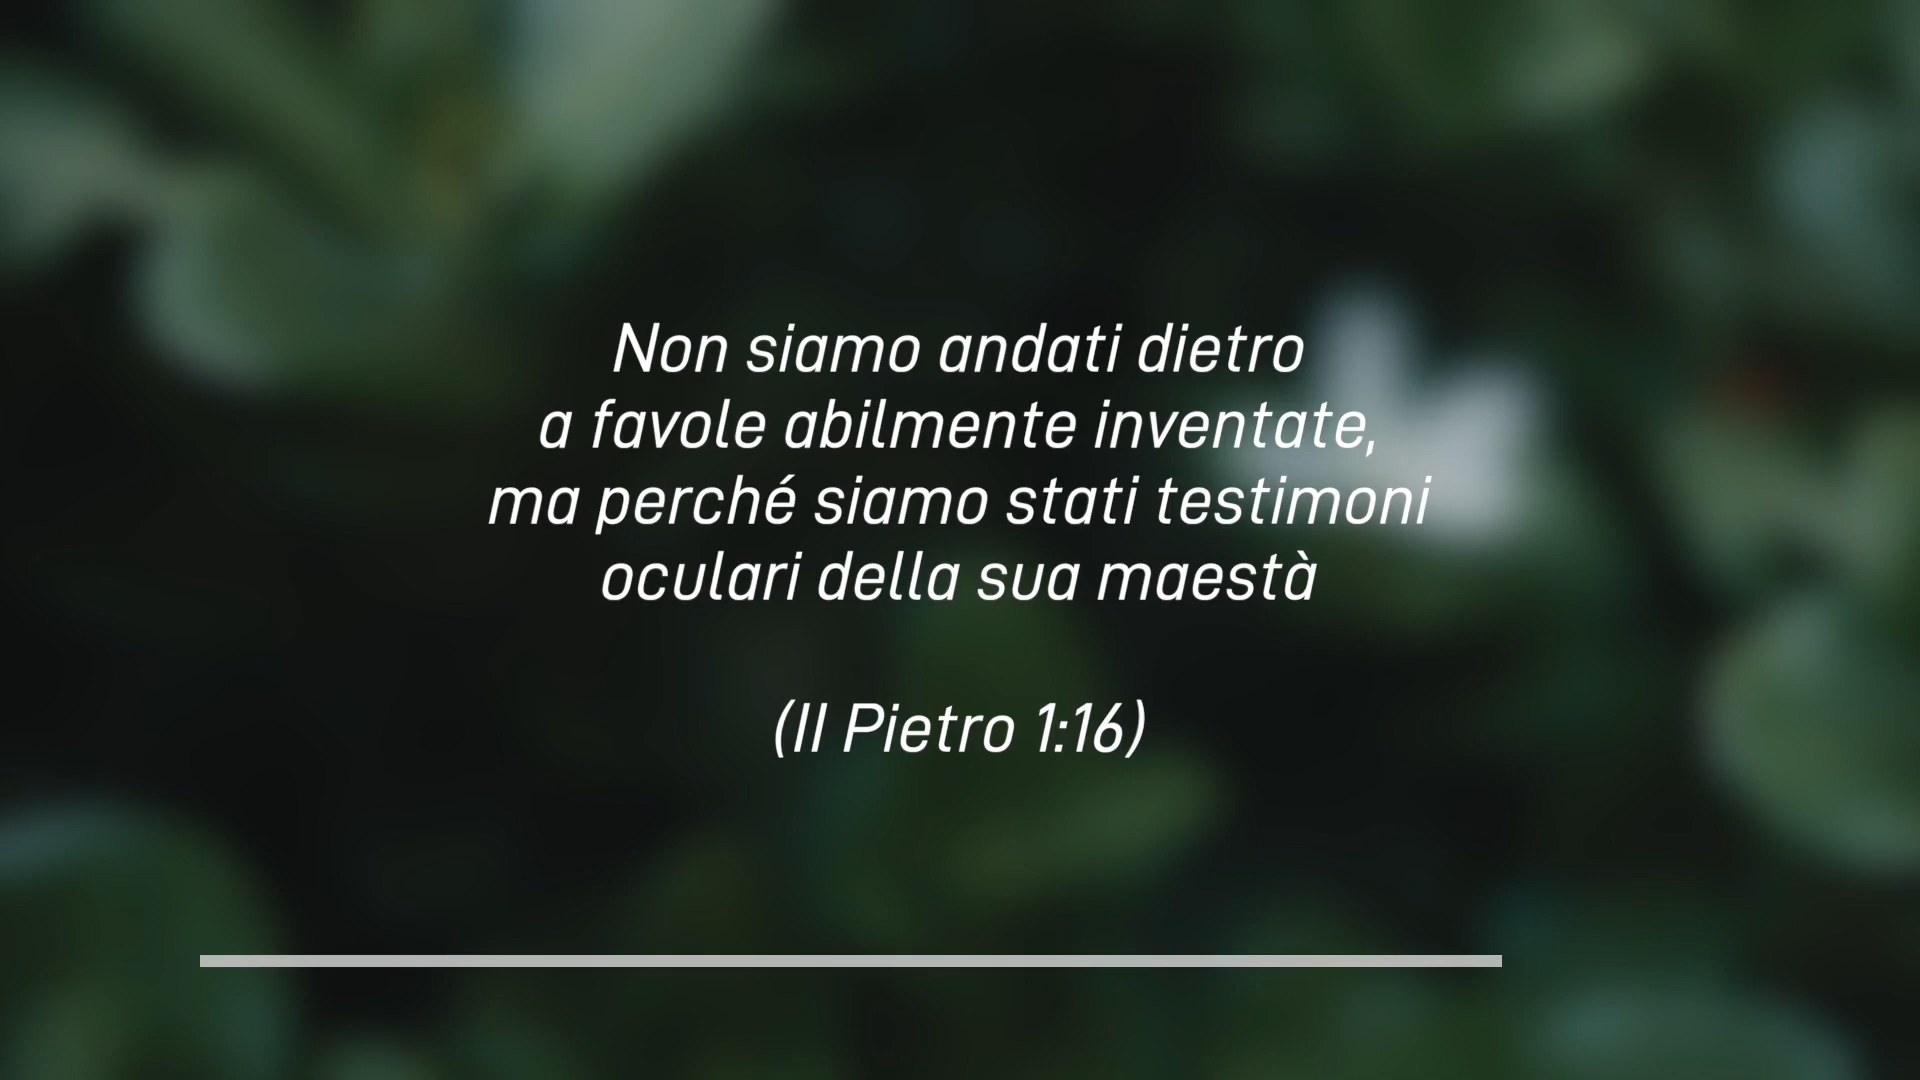 Non siamo andati dietro
a favole abilmente inventate,
ma perché siamo stati testimoni
oculari della sua maestà
(II Pietro 1:16)